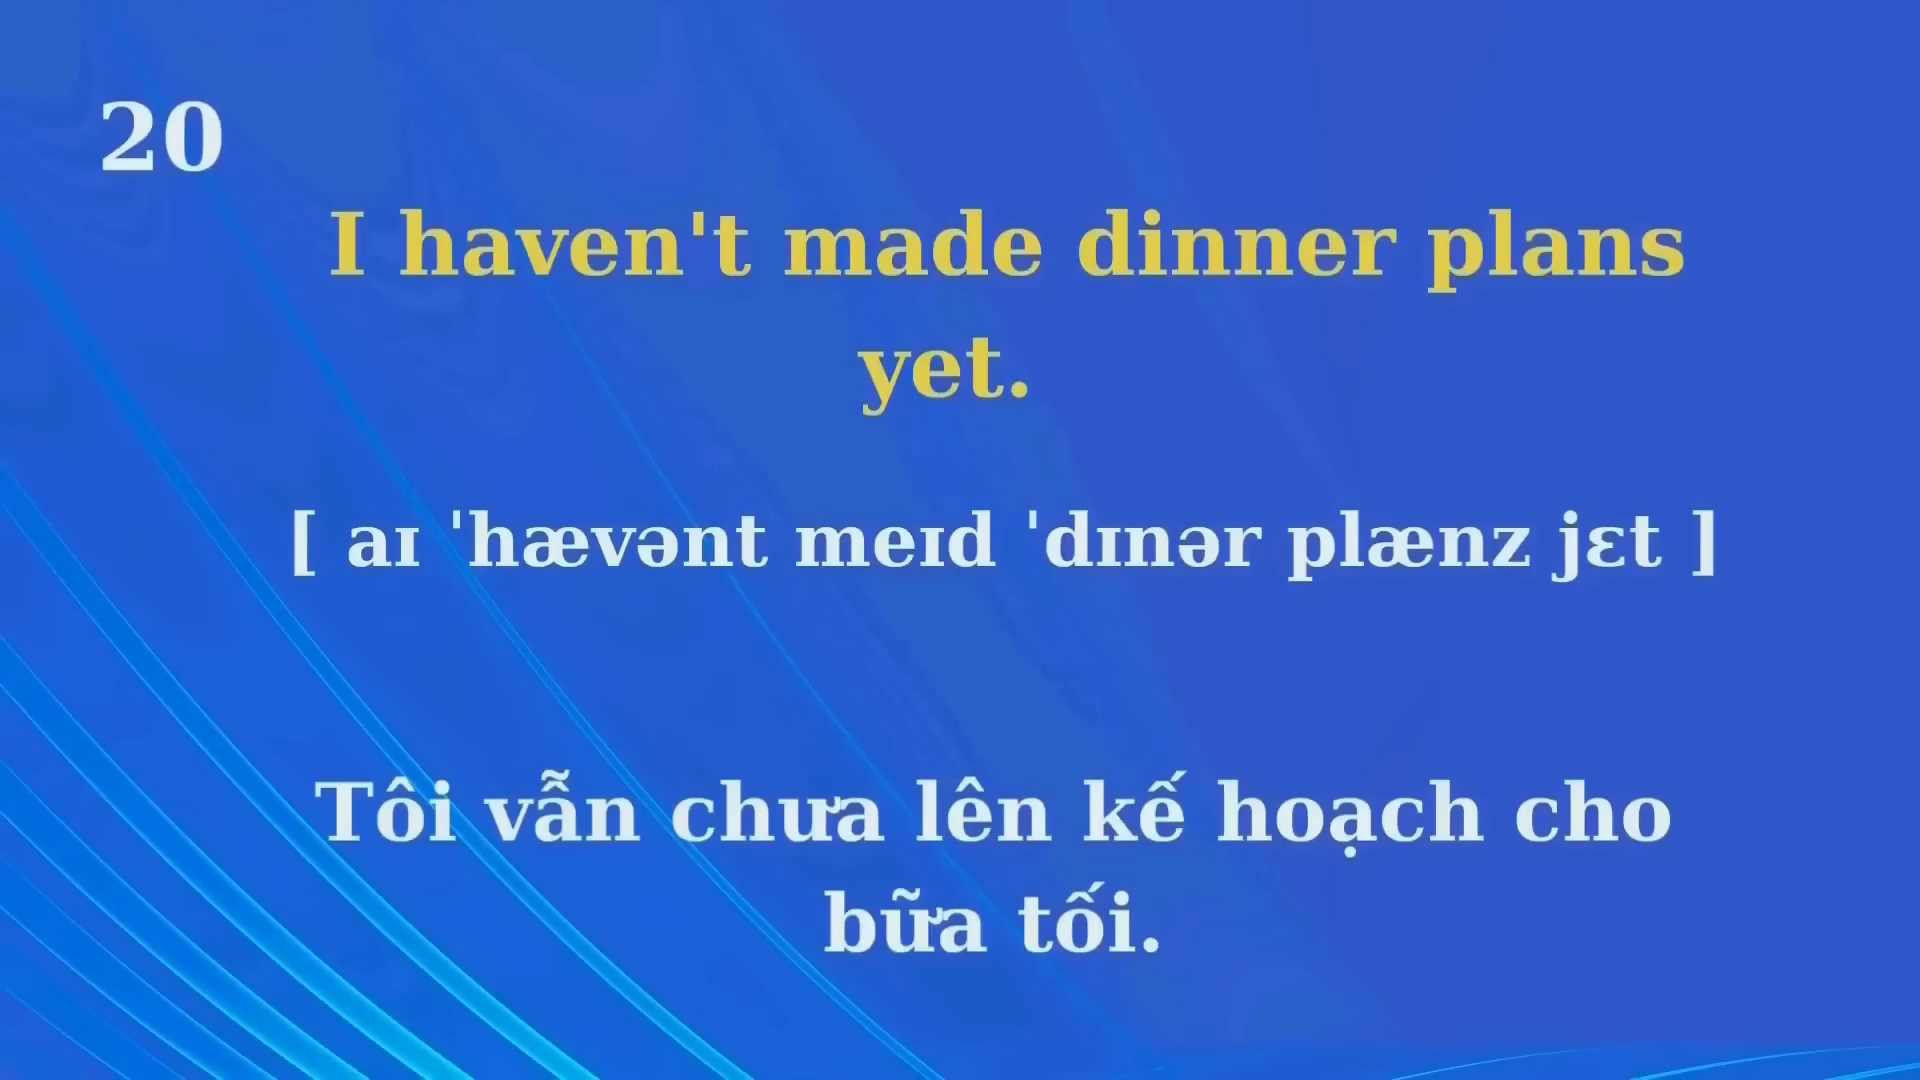 20
I haven't made dinner plans
yet.
[ aɪ ˈhævənt meɪd ˈdɪnər plænz jɛt ]
Tôi vẫn chưa lên kế hoạch cho
bữa tối.